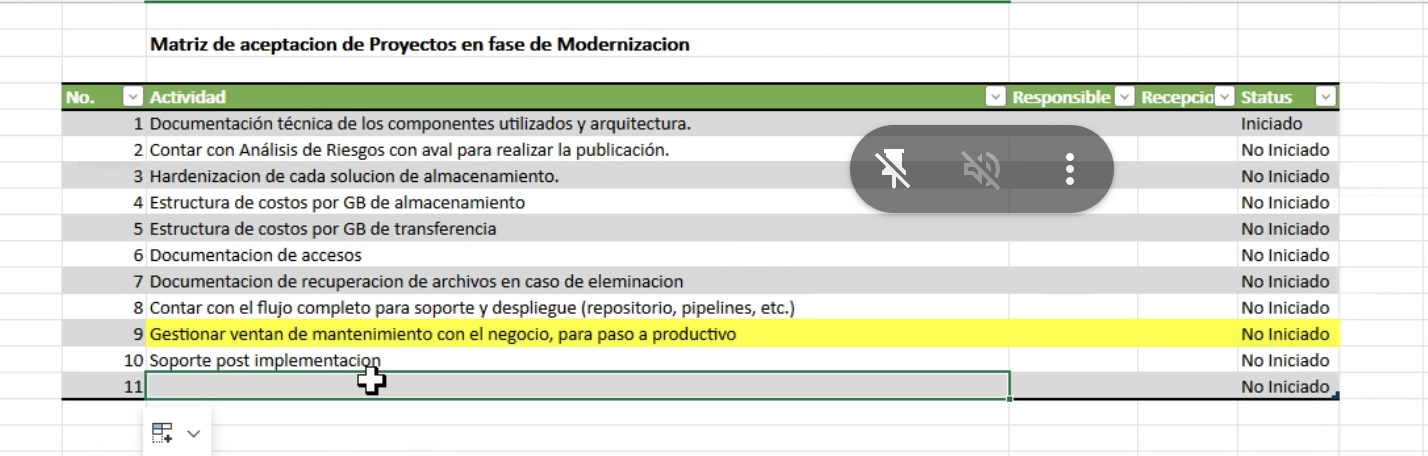 Matriz de aceptacion de Proyectos en fase de Modernizacion
No. Actividad Responsible Recepcio Status
1 Documentación técnica de los componentes utilizados y arquitectura. Iniciado
2 Contar con Análisis de Riesgos con aval para realizar la publicación. No Iniciado
3 Hardenizacion de cada solucion de almacenamiento. No Iniciado
4 Estructura de costos por GB de almacenamiento No Iniciado
5 Estructura de costos por GB de transferencia No Iniciado
6 Documentacion de accesos No Iniciado
7 Documentacion de recuperacion de archivos en caso de eleminacion No Iniciado
8 Contar con el flujo completo para soporte y despliegue (repositorio, pipelines, etc.) No Iniciado
9 Gestionar ventan de mantenimiento con el negocio, para paso a productivo No Iniciado
10 Soporte post implementacion No Iniciado
11 No Iniciado